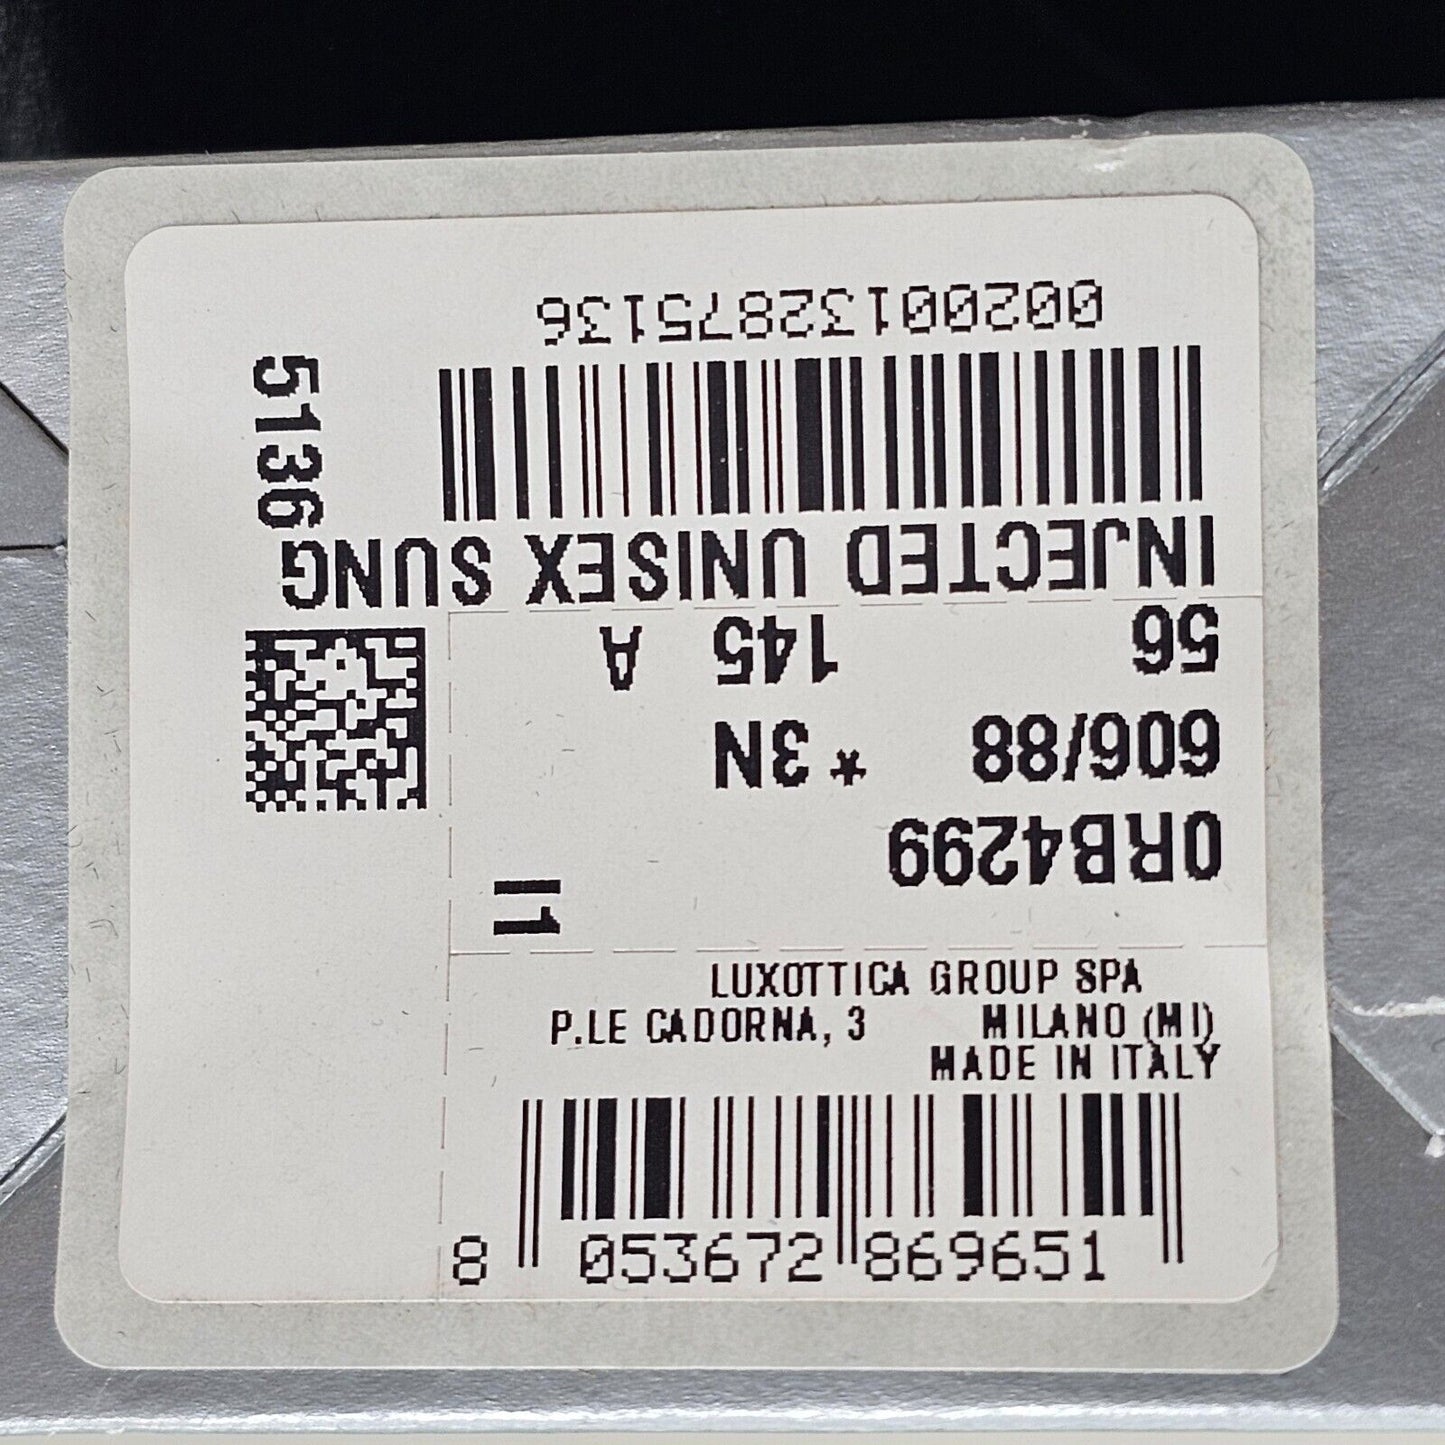 I1
0RB4299
606/88 * 3N
56 145 A
INJECTED UNISEX SUNG
00200132875136
5136
LUXOTTICA GROUP SPA
P.LE CADORNA, 3 MILANO (MI)
MADE IN ITALY
8 053672 869651